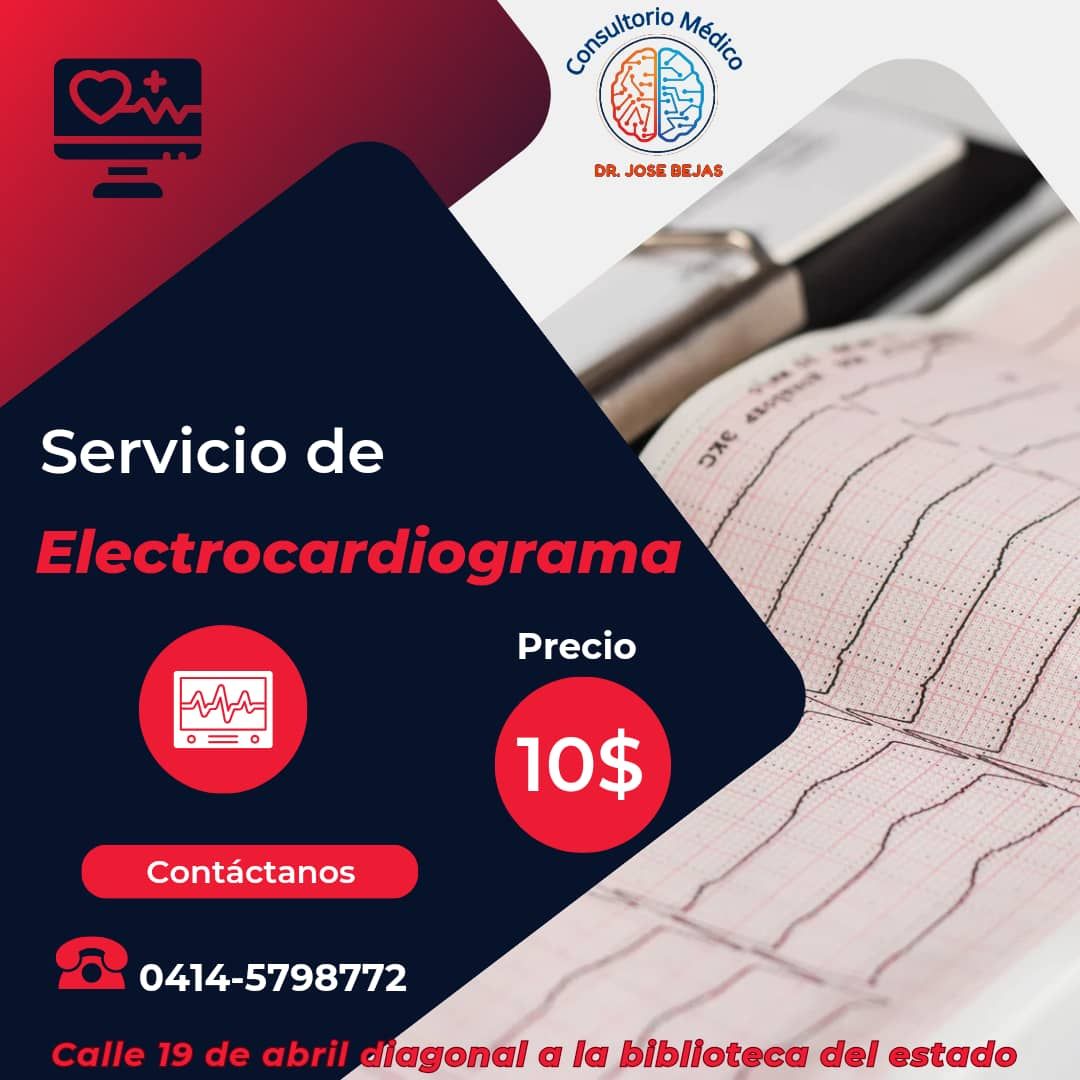 Consultorio Médico
DR. JOSE BEJAS
Servicio de
Electrocardiograma
Precio
10$
Contáctanos
0414-5798772
Calle 19 de abril diagonal a la biblioteca del estado